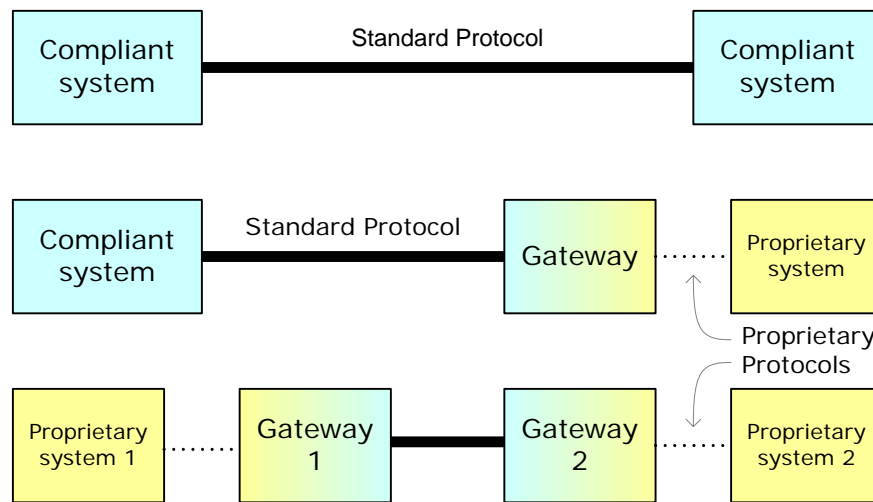 Compliant
system
Standard Protocol
Compliant
system
Compliant
system
Standard Protocol
Gateway
Proprietary
system
Proprietary
Protocols
Proprietary
system 1
Gateway
1
Gateway
2
Proprietary
system 2